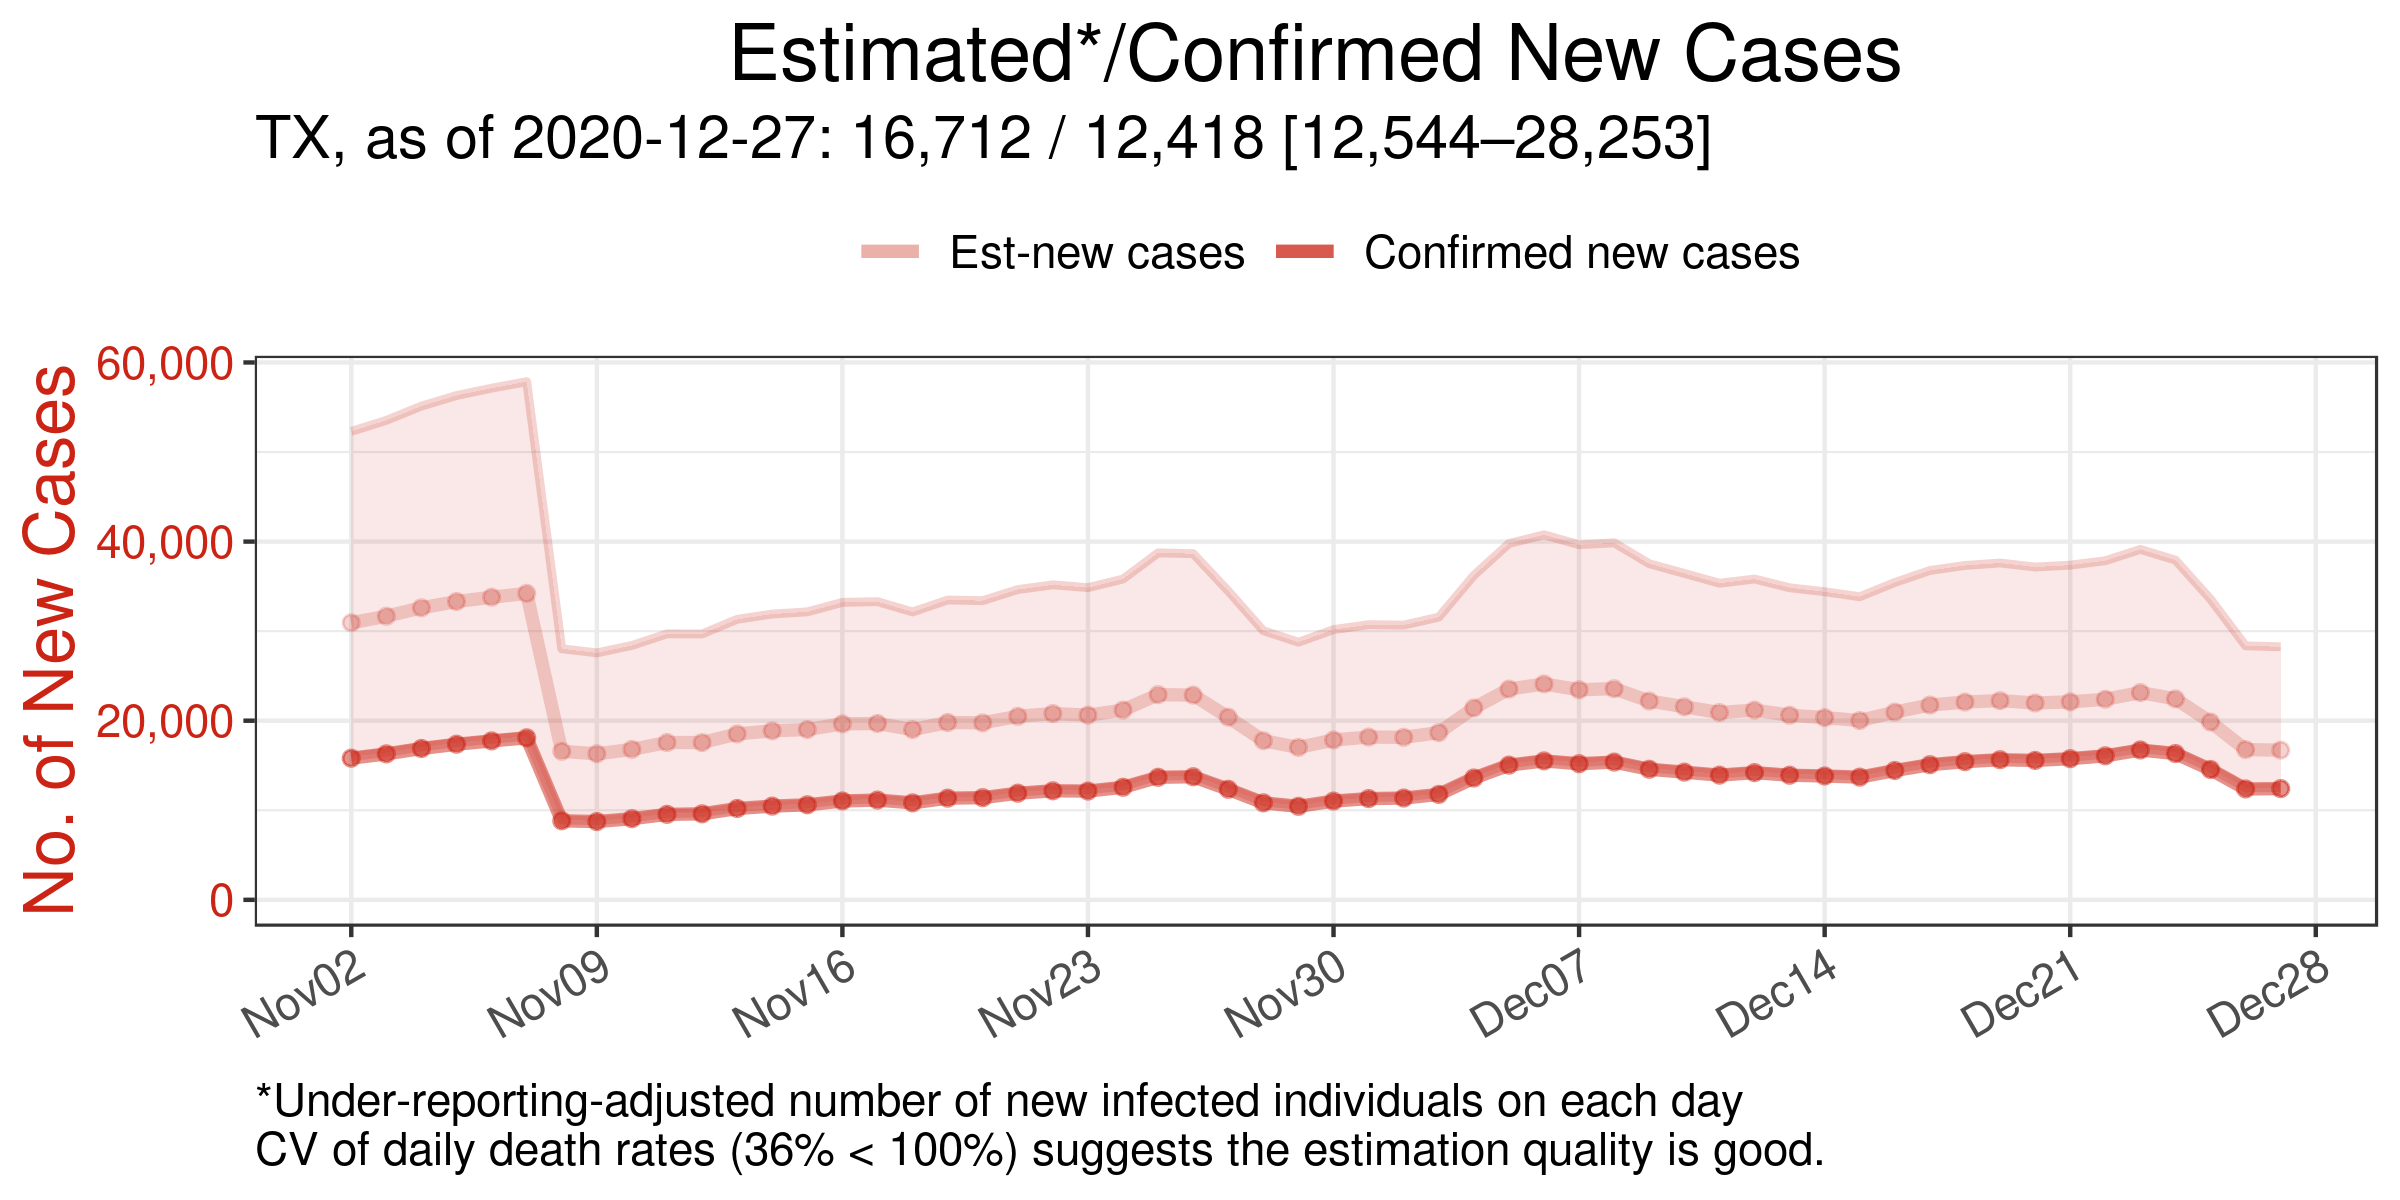 Estimated*/Confirmed New Cases
TX, as of 2020-12-27: 16,712 / 12,418 [12,544–28,253]
Est-new cases Confirmed new cases
No. of New Cases
60,000
40,000
20,000
0
Nov02 Nov09 Nov16 Nov23 Nov30 Dec07 Dec14 Dec21 Dec28
*Under-reporting-adjusted number of new infected individuals on each day
CV of daily death rates (36% < 100%) suggests the estimation quality is good.